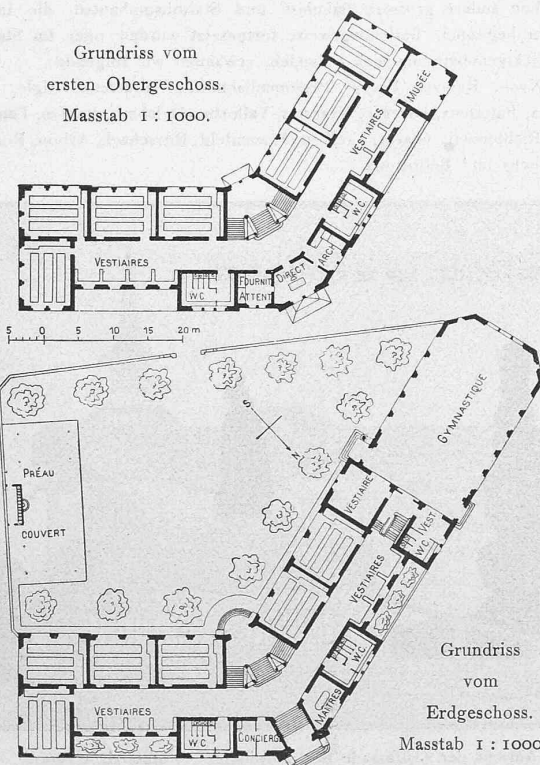 Grundriss vom
ersten Obergeschoss.
Masstab 1 : 1000.
MUSÉE
VESTIAIRES
W.C.
VESTIAIRES
W.C.
FOURNIT
ATTENT
DIRECT
ARCH
5 0 5 10 15 20 m
S
N
GYMNASTIQUE
PRÉAU
COUVERT
VESTIAIRE
VEST
W.C.
VESTIAIRES
W.C.
MAITRES
VESTIAIRES
W.C.
CONCIERG
Grundriss
vom
Erdgeschoss.
Masstab 1 : 1000